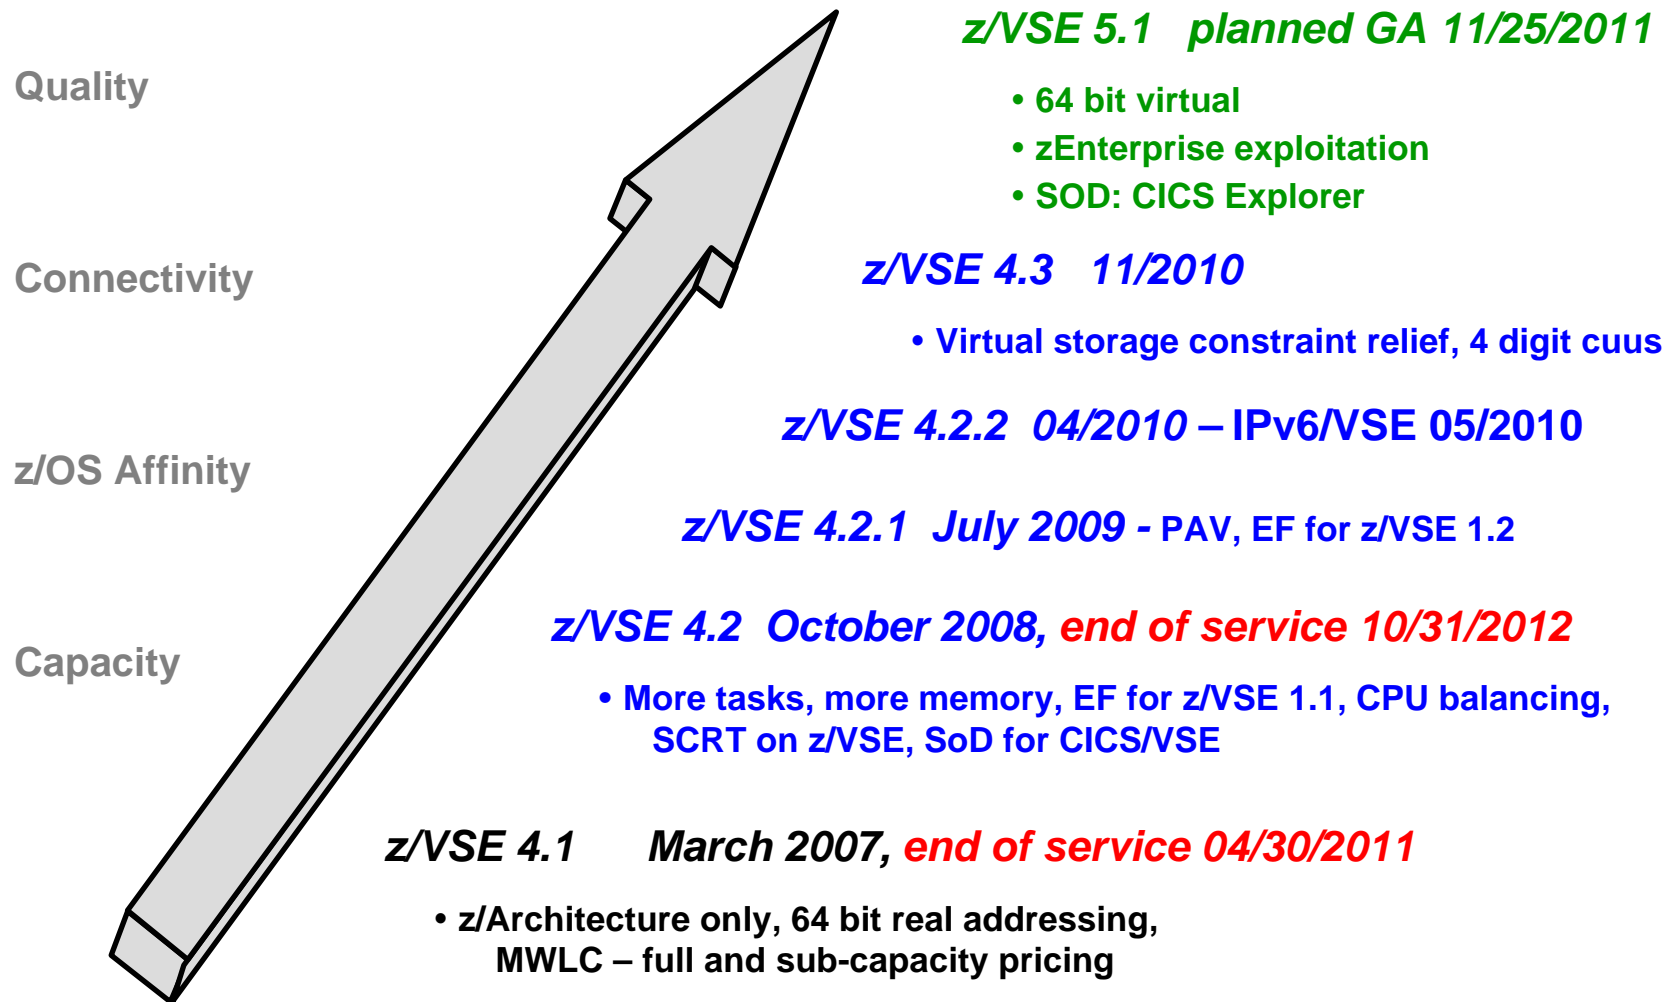 z/VSE 5.1 planned GA 11/25/2011
Quality
• 64 bit virtual
• zEnterprise exploitation
• SOD: CICS Explorer
Connectivity
z/VSE 4.3 11/2010
• Virtual storage constraint relief, 4 digit cuus
z/VSE 4.2.2 04/2010 – IPv6/VSE 05/2010
z/OS Affinity
z/VSE 4.2.1 July 2009 - PAV, EF for z/VSE 1.2
z/VSE 4.2 October 2008, end of service 10/31/2012
Capacity
• More tasks, more memory, EF for z/VSE 1.1, CPU balancing,
SCRT on z/VSE, SoD for CICS/VSE
z/VSE 4.1 March 2007, end of service 04/30/2011
• z/Architecture only, 64 bit real addressing,
MWLC – full and sub-capacity pricing